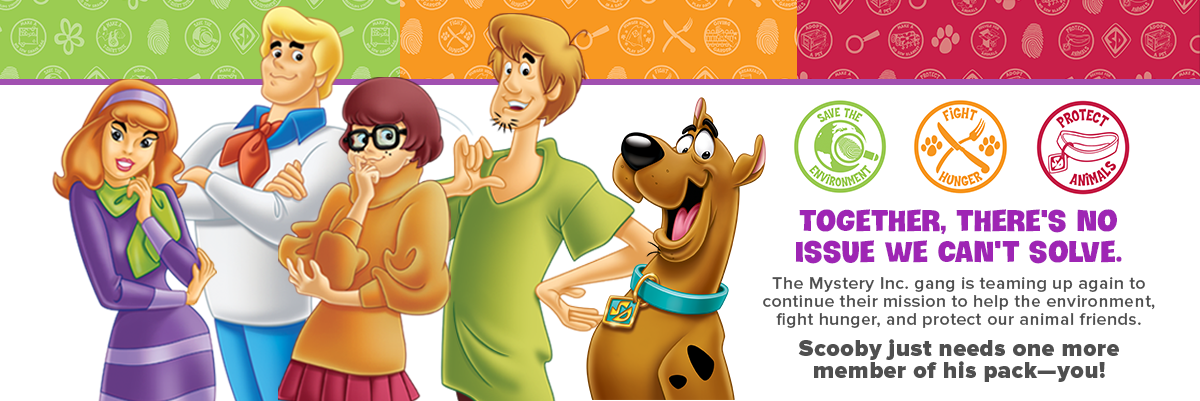 SAVE THE
ENVIRONMENT
FIGHT
HUNGER
PROTECT
ANIMALS
TOGETHER, THERE'S NO
ISSUE WE CAN'T SOLVE.
The Mystery Inc. gang is teaming up again to
continue their mission to help the environment,
fight hunger, and protect our animal friends.
Scooby just needs one more
member of his pack—you!